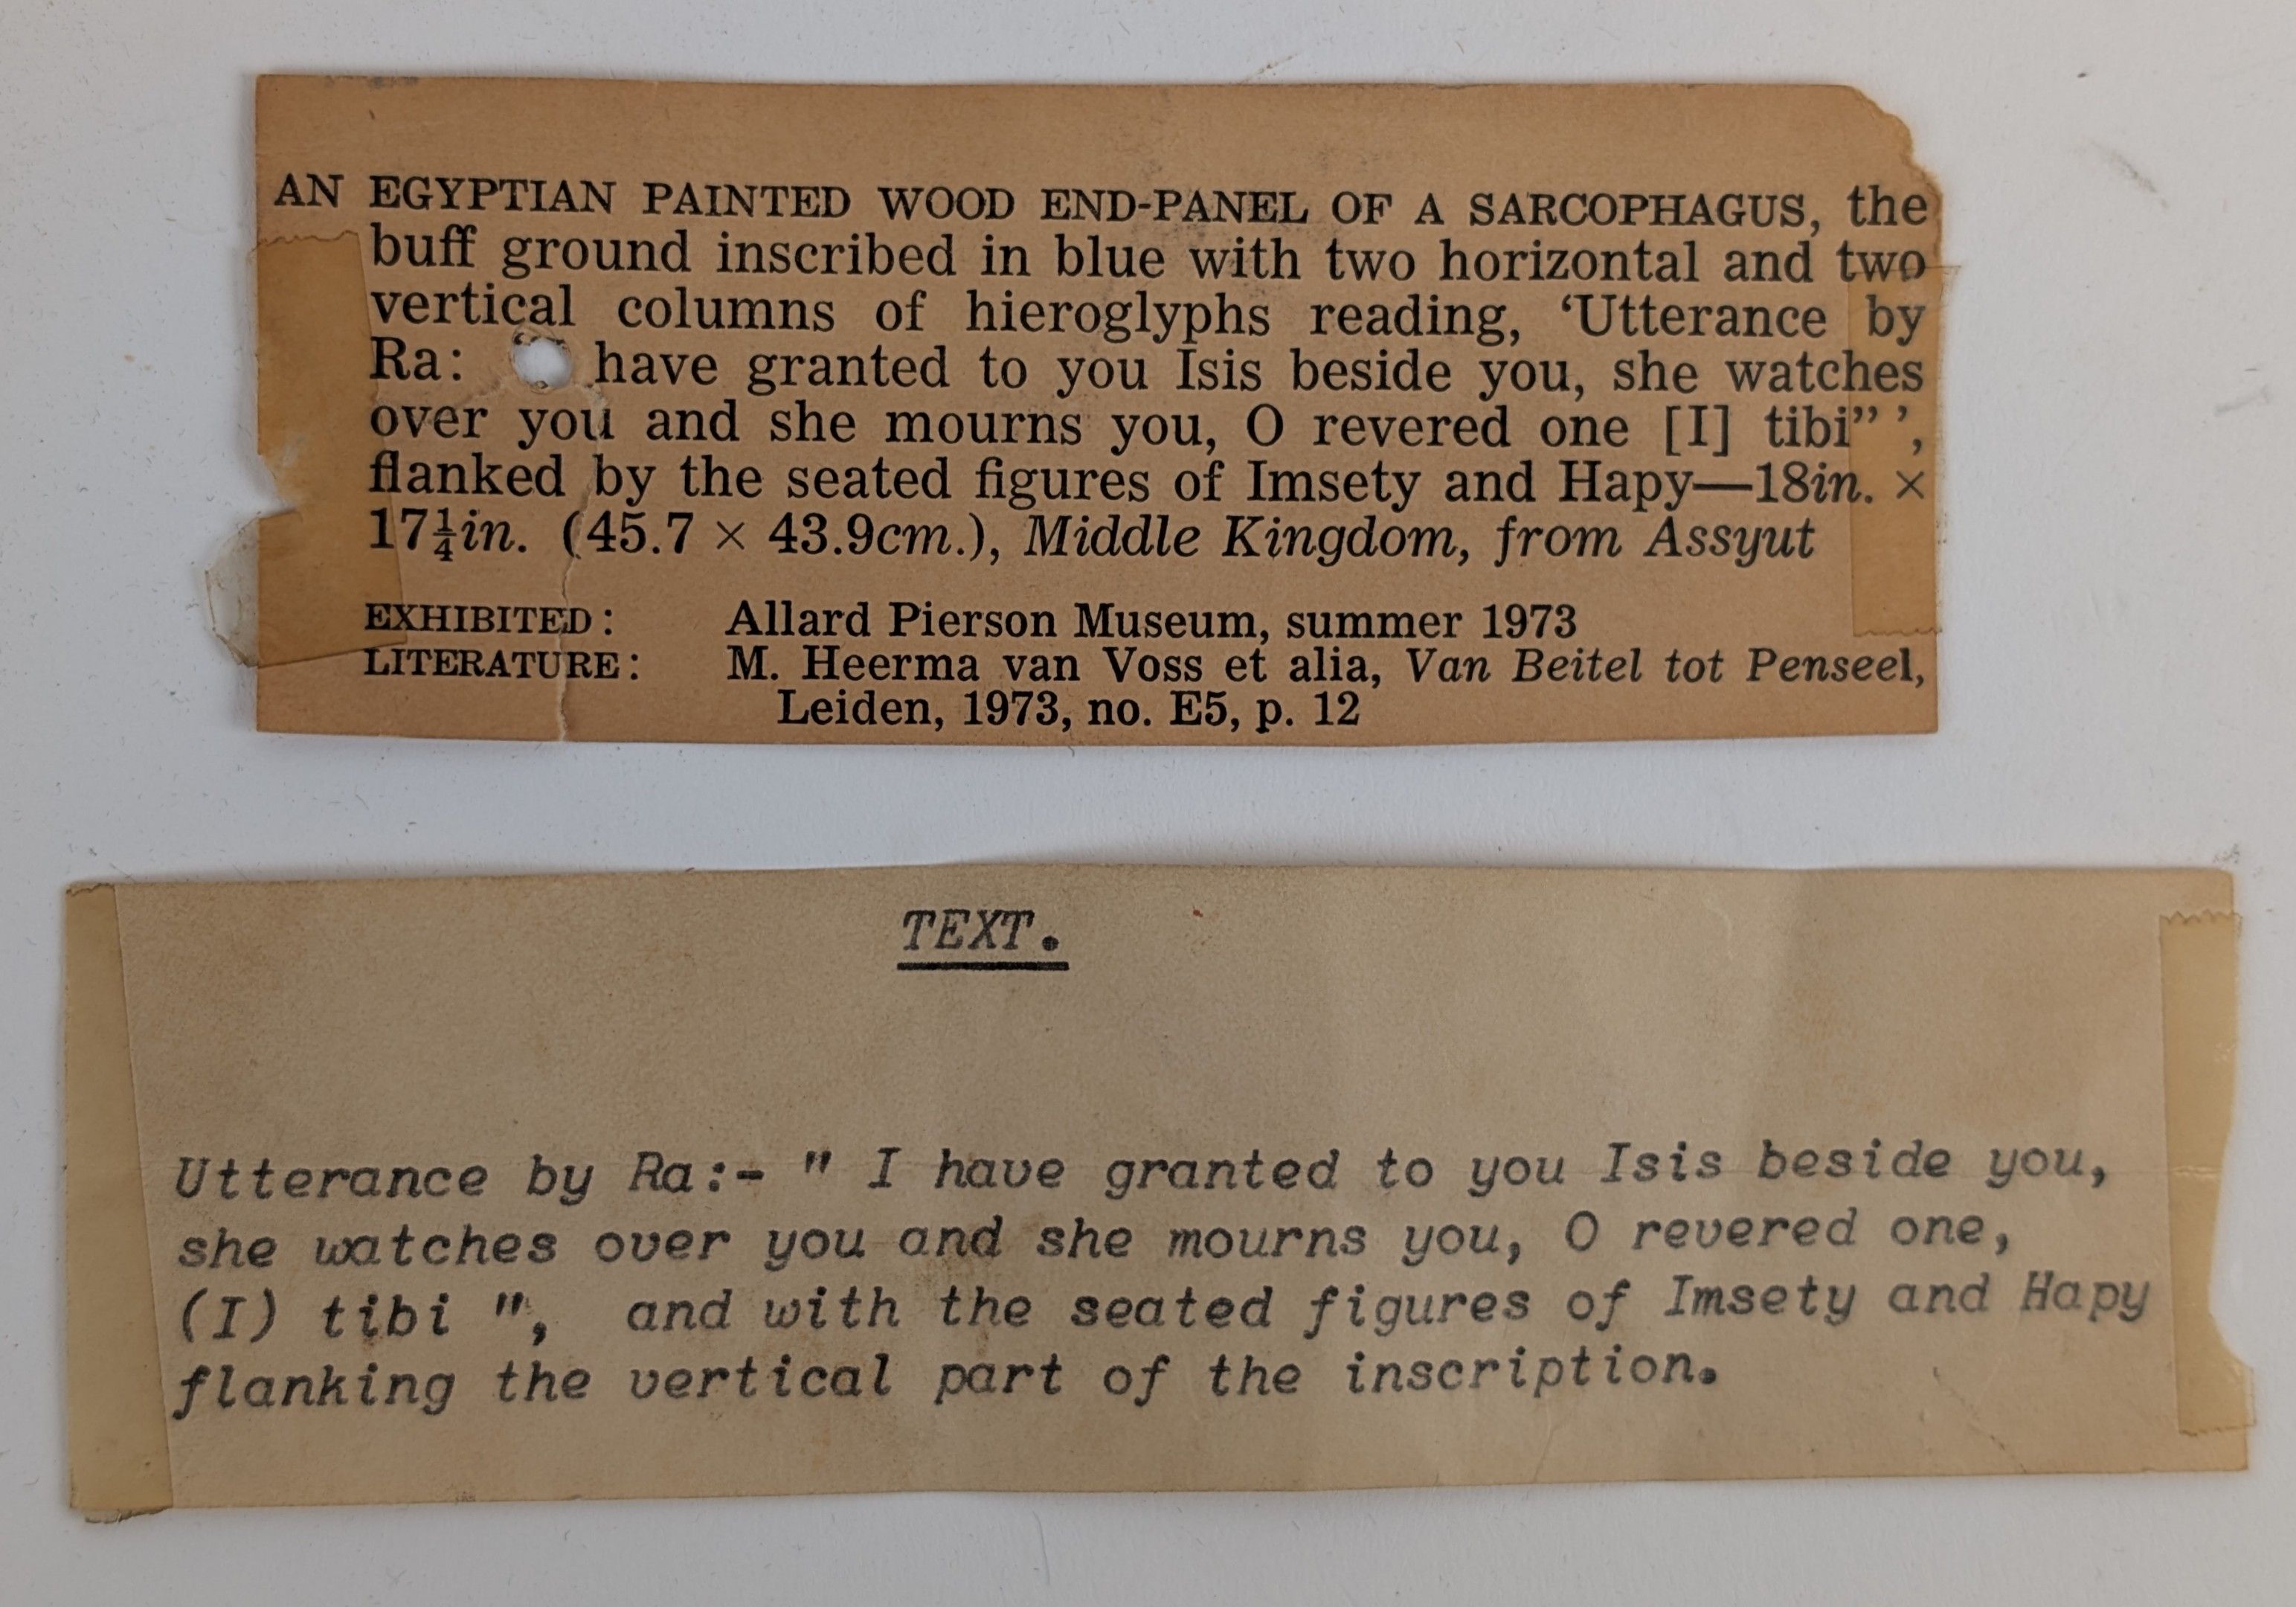 AN EGYPTIAN PAINTED WOOD END-PANEL OF A SARCOPHAGUS, the
buff ground inscribed in blue with two horizontal and two
vertical columns of hieroglyphs reading, ‘Utterance by
Ra: have granted to you Isis beside you, she watches
over you and she mourns you, O revered one [I] tibi” ’,
flanked by the seated figures of Imsety and Hapy—18in. ×
17¼in. (45.7 × 43.9cm.), Middle Kingdom, from Assyut
EXHIBITED: Allard Pierson Museum, summer 1973
LITERATURE: M. Heerma van Voss et alia, Van Beitel tot Penseel,
Leiden, 1973, no. E5, p. 12
TEXT.
Utterance by Ra:- " I have granted to you Isis beside you,
she watches over you and she mourns you, O revered one,
(I) tibi ", and with the seated figures of Imsety and Hapy
flanking the vertical part of the inscription.